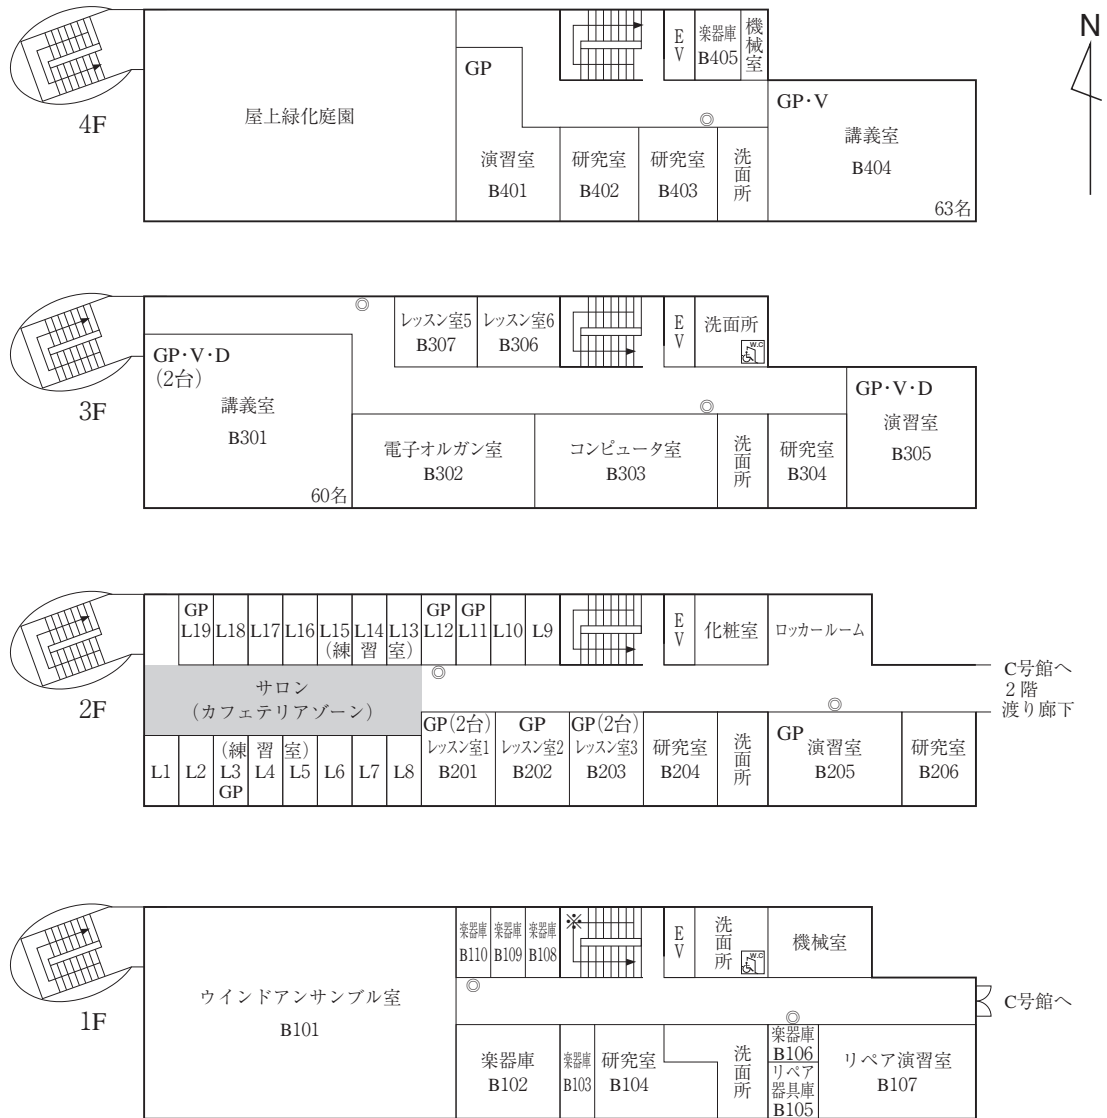 N
4F
屋上緑化庭園
GP
演習室
B401
研究室
B402
研究室
B403
洗面所
EV
楽器庫
B405
機械室
GP・V
講義室
B404
63名
3F
GP・V・D
(2台)
講義室
B301
60名
レッスン室5
B307
レッスン室6
B306
EV
洗面所
W.C
電子オルガン室
B302
コンピュータ室
B303
洗面所
研究室
B304
GP・V・D
演習室
B305
2F
GP
L19
L18
L17
L16
L15
L14
L13
(練習室)
GP
L12
GP
L11
L10
L9
EV
化粧室
ロッカールーム
サロン
(カフェテリアゾーン)
C号館へ
2階
渡り廊下
L1
L2
(練習室)
L3
GP
L4
L5
L6
L7
L8
GP(2台)
レッスン室1
B201
GP
レッスン室2
B202
GP(2台)
レッスン室3
B203
研究室
B204
洗面所
GP
演習室
B205
研究室
B206
1F
ウインドアンサンブル室
B101
楽器庫
B110
楽器庫
B109
楽器庫
B108
※
EV
洗面所
W.C
機械室
C号館へ
楽器庫
B102
楽器庫
B103
研究室
B104
洗面所
楽器庫
B106
リペア
器具庫
B105
リペア演習室
B107